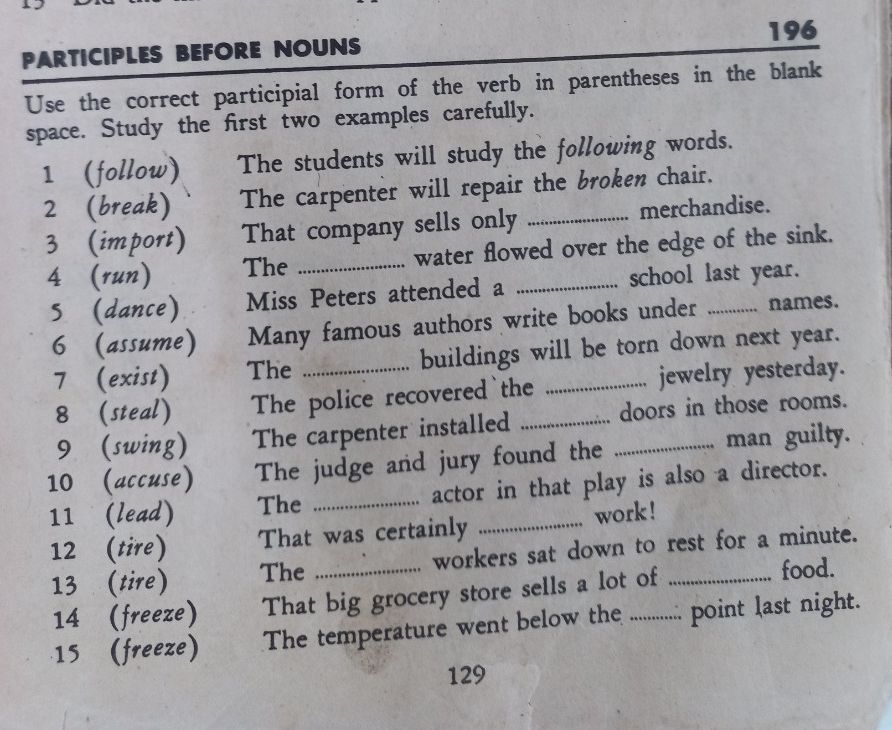 PARTICIPLES BEFORE NOUNS 196
Use the correct participial form of the verb in parentheses in the blank
space. Study the first two examples carefully.
1 (follow) The students will study the following words.
2 (break) The carpenter will repair the broken chair.
3 (import) That company sells only .................... merchandise.
4 (run) The .................... water flowed over the edge of the sink.
5 (dance) Miss Peters attended a .................... school last year.
6 (assume) Many famous authors write books under .......... names.
7 (exist) The .................... buildings will be torn down next year.
8 (steal) The police recovered the .................... jewelry yesterday.
9 (swing) The carpenter installed .................... doors in those rooms.
10 (accuse) The judge and jury found the .................... man guilty.
11 (lead) The .................... actor in that play is also a director.
12 (tire) That was certainly .................... work!
13 (tire) The .................... workers sat down to rest for a minute.
14 (freeze) That big grocery store sells a lot of .................... food.
15 (freeze) The temperature went below the .......... point last night.
129